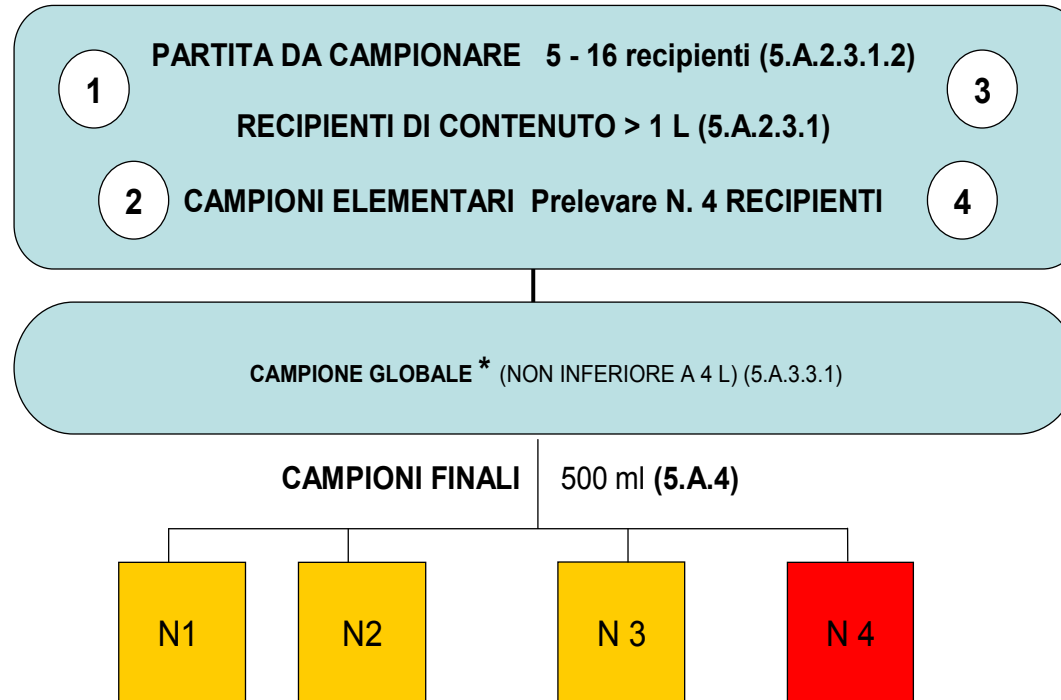 PARTITA DA CAMPIONARE 5 - 16 recipienti (5.A.2.3.1.2)
1
3
RECIPIENTI DI CONTENUTO > 1 L (5.A.2.3.1)
2 CAMPIONI ELEMENTARI Prelevare N. 4 RECIPIENTI 4
CAMPIONE GLOBALE * (NON INFERIORE A 4 L) (5.A.3.3.1)
CAMPIONI FINALI 500 ml (5.A.4)
N1 N2 N 3 N 4